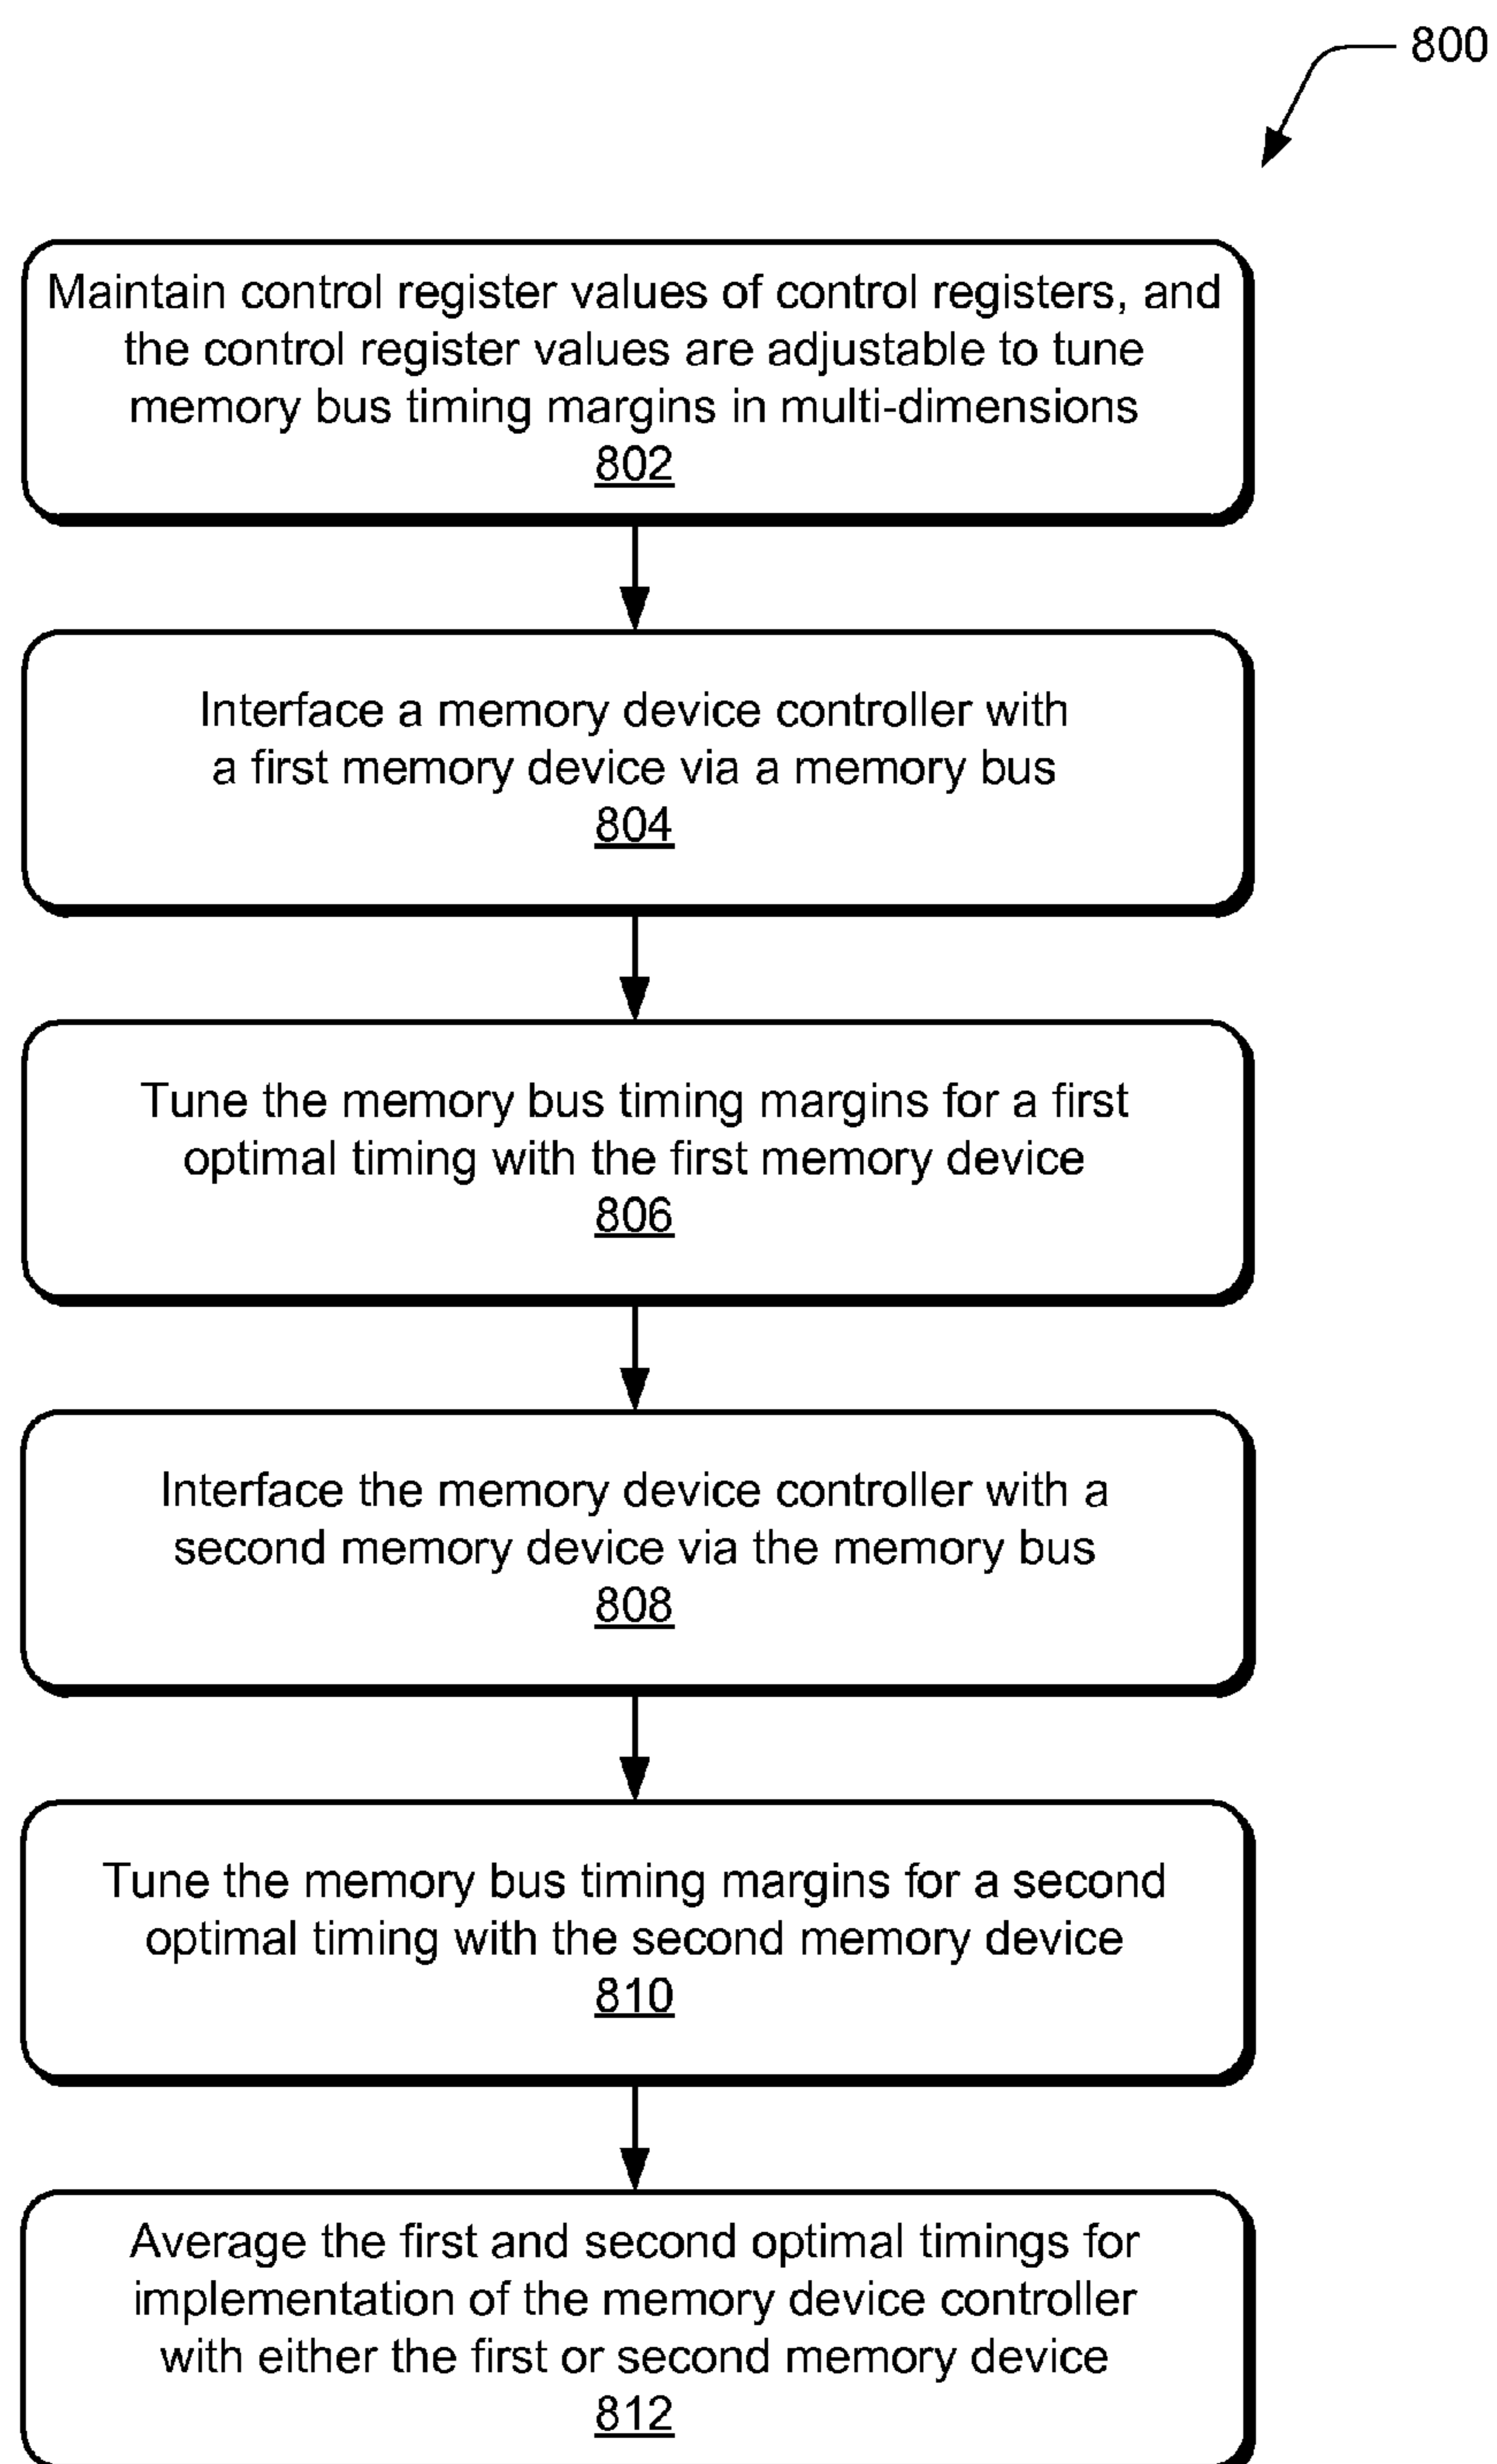 800
Maintain control register values of control registers, and
the control register values are adjustable to tune
memory bus timing margins in multi-dimensions
802
Interface a memory device controller with
a first memory device via a memory bus
804
Tune the memory bus timing margins for a first
optimal timing with the first memory device
806
Interface the memory device controller with a
second memory device via the memory bus
808
Tune the memory bus timing margins for a second
optimal timing with the second memory device
810
Average the first and second optimal timings for
implementation of the memory device controller
with either the first or second memory device
812